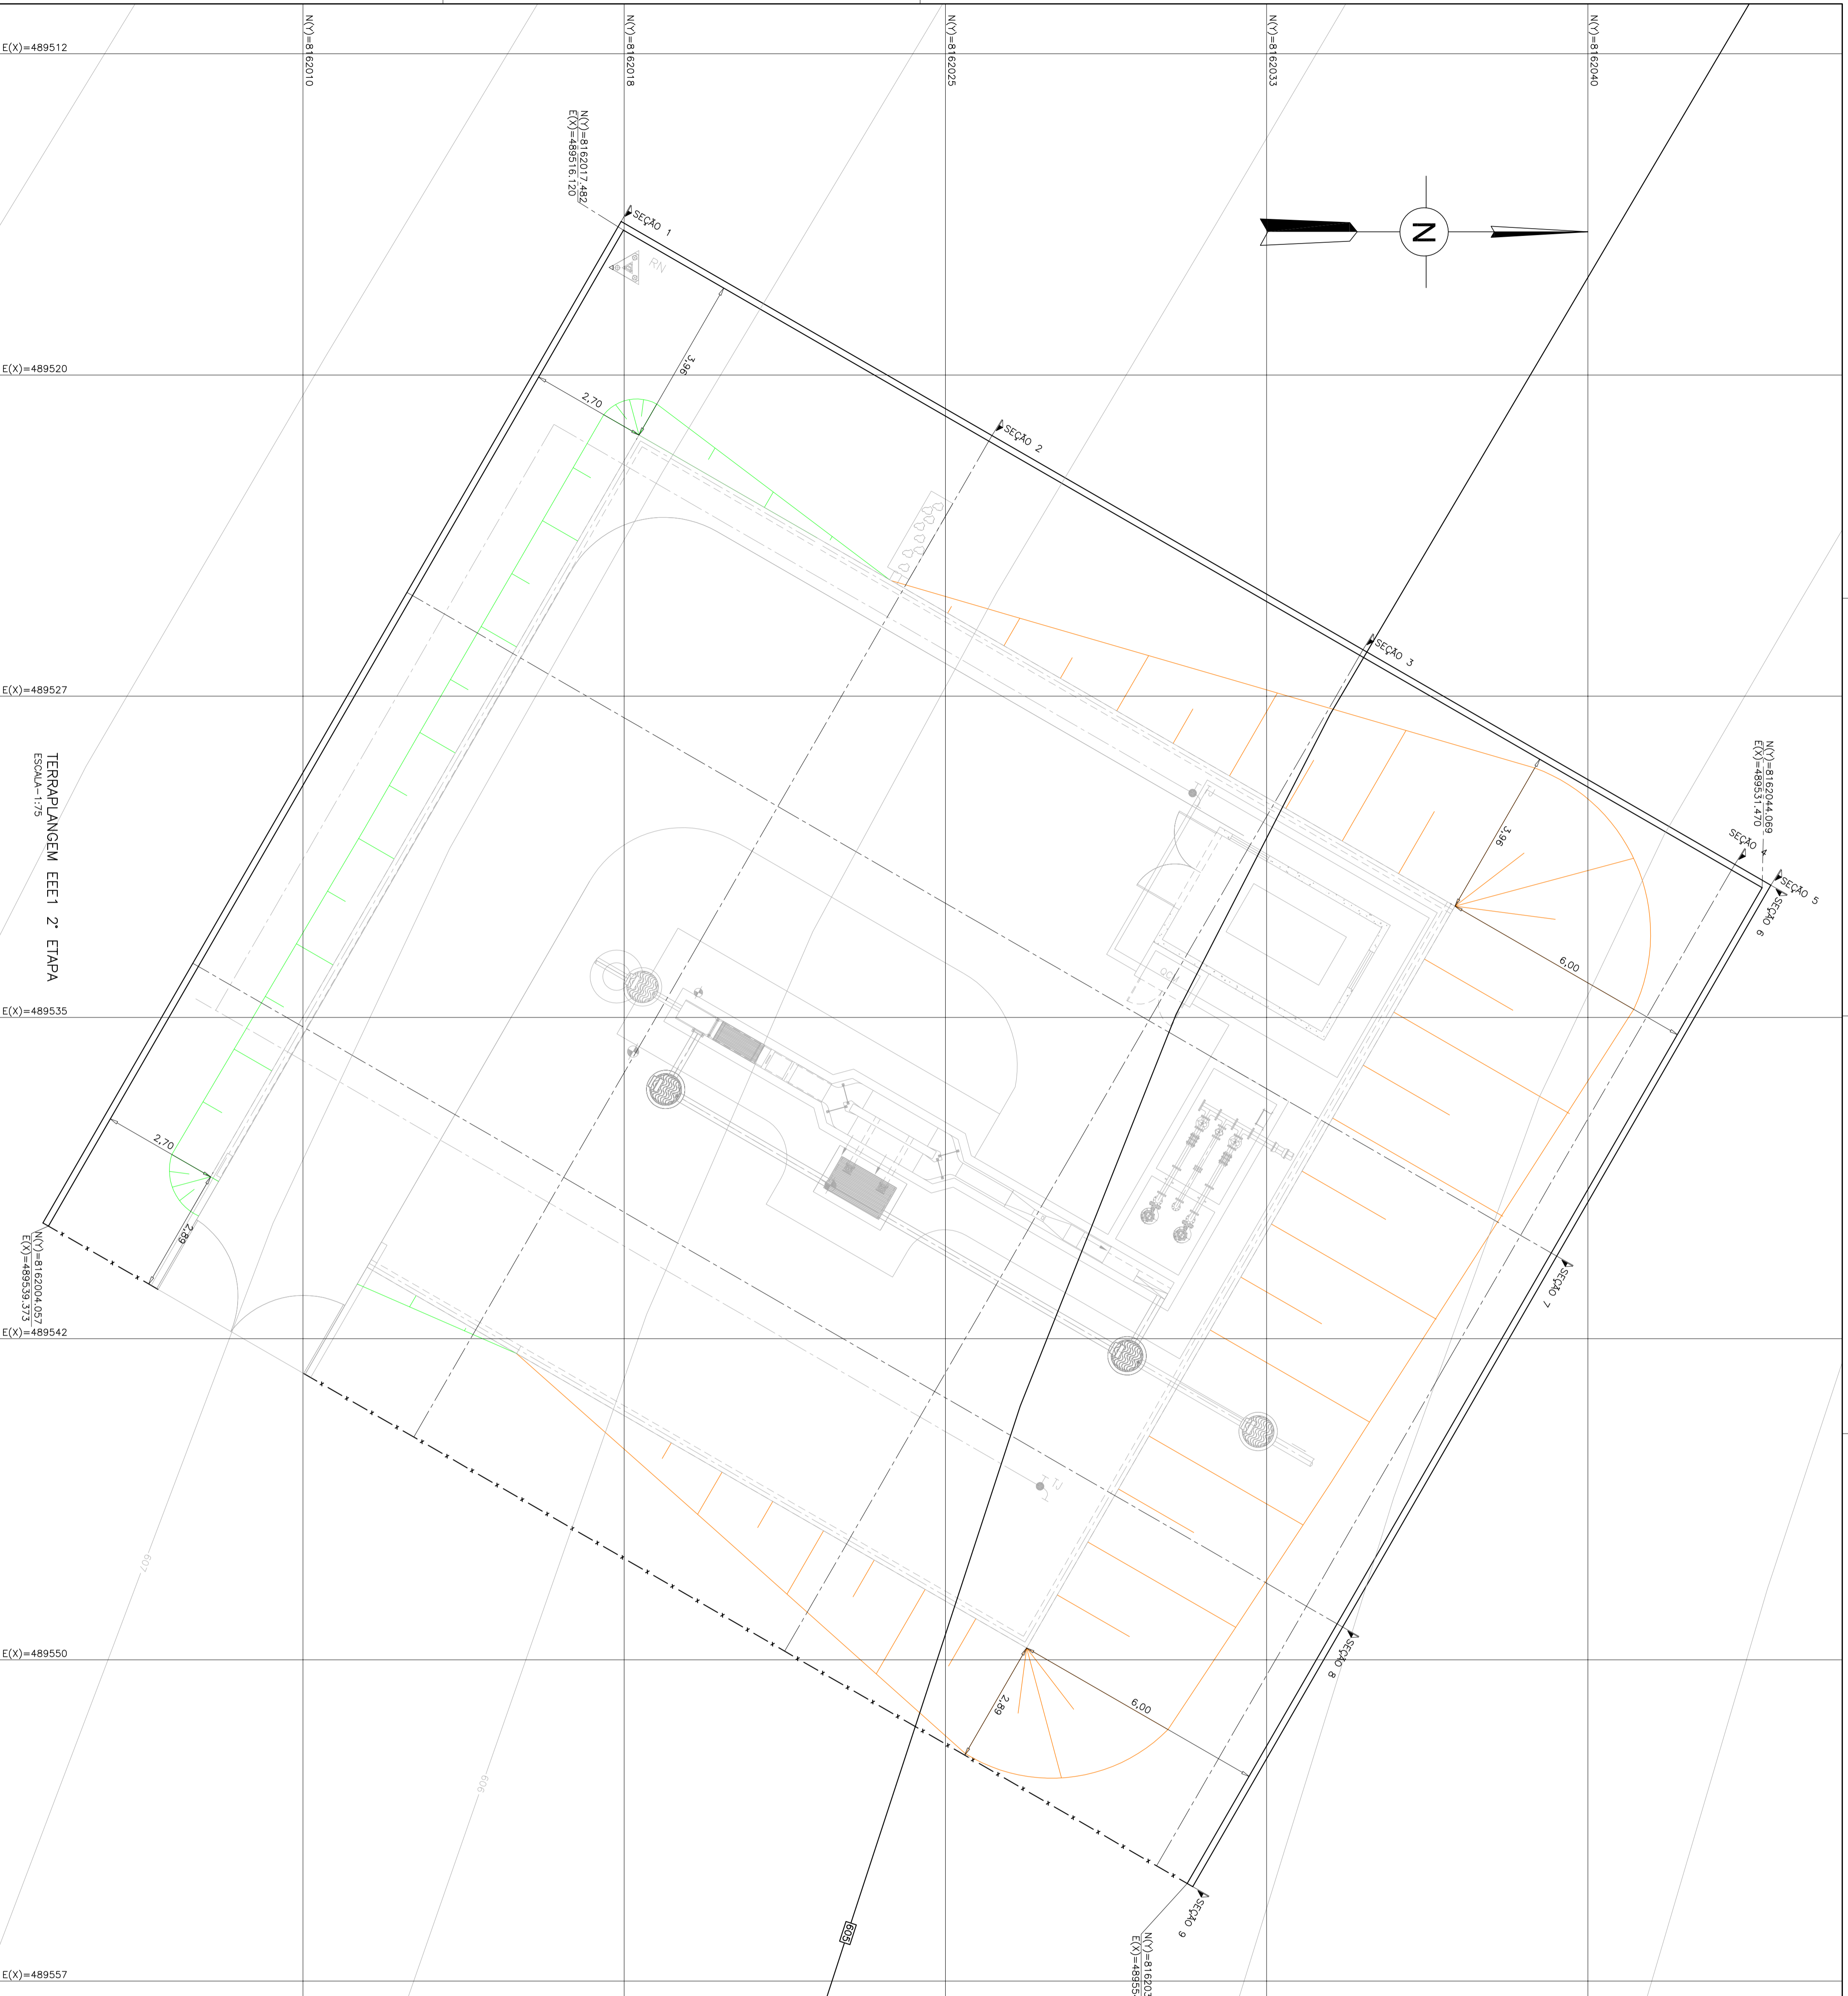 N(Y)=8162010
N(Y)=8162018
N(Y)=8162025
N(Y)=8162033
N(Y)=8162040
E(X)=489512
E(X)=489520
E(X)=489527
E(X)=489535
E(X)=489542
E(X)=489550
E(X)=489557
N
N(Y)=8162017.482
E(X)=489516.120
N(Y)=8162044.069
E(X)=489531.470
N(Y)=8162004.057
E(X)=489539.373
SEÇÃO 1
SEÇÃO 2
SEÇÃO 3
SEÇÃO 4
SEÇÃO 5
SEÇÃO 6
SEÇÃO 7
SEÇÃO 8
SEÇÃO 9
RN
3,96
2,70
3,96
6,00
2,70
2,89
2,89
6,00
607
606
605
TERRAPLANGEM EEE1 2° ETAPA
ESCALA-1:75